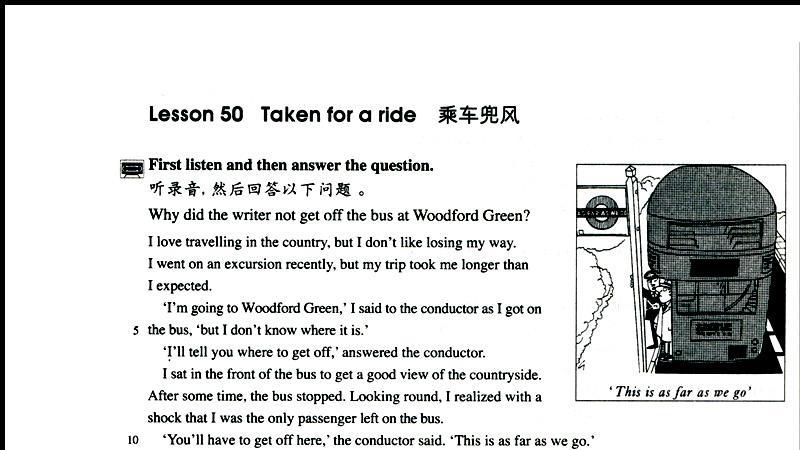 Lesson 50 Taken for a ride 乘车兜风
First listen and then answer the question.
听录音, 然后回答以下问题 。
Why did the writer not get off the bus at Woodford Green?
I love travelling in the country, but I don't like losing my way.
I went on an excursion recently, but my trip took me longer than
I expected.
'I'm going to Woodford Green,' I said to the conductor as I got on
5 the bus, 'but I don't know where it is.'
'I'll tell you where to get off,' answered the conductor.
I sat in the front of the bus to get a good view of the countryside.
After some time, the bus stopped. Looking round, I realized with a
shock that I was the only passenger left on the bus.
10 'You'll have to get off here,' the conductor said. 'This is as far as we go.'
'This is as far as we go'